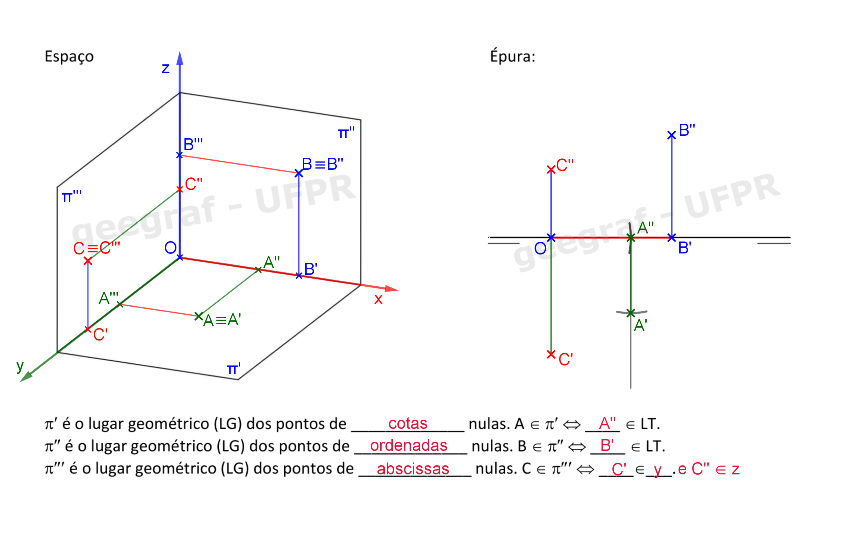 Espaço
Épura:
z
B'''
π''
B≡B''
C''
π'''
C≡C'''
O
A''
B'
x
A'''
A≡A'
C'
y
π'
geegraf - UFPR
B''
C''
A''
O
B'
A'
C'
geegraf - UFPR
π′ é o lugar geométrico (LG) dos pontos de cotas nulas. A ∈ π′ ⇔ A'' ∈ LT.
π″ é o lugar geométrico (LG) dos pontos de ordenadas nulas. B ∈ π″ ⇔ B' ∈ LT.
π″′ é o lugar geométrico (LG) dos pontos de abscissas nulas. C ∈ π″′ ⇔ C' ∈ y. e C'' ∈ z